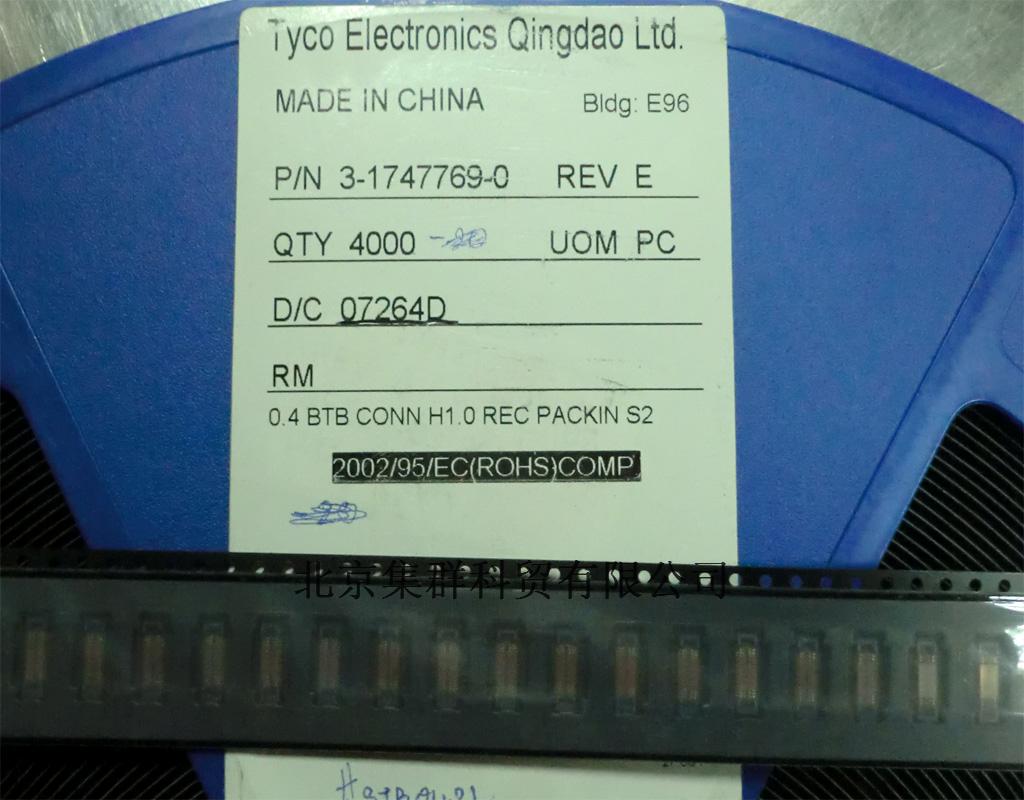 Tyco Electronics Qingdao Ltd.
MADE IN CHINA Bldg: E96
P/N 3-1747769-0 REV E
QTY 4000 UOM PC
D/C 07264D
RM
0.4 BTB CONN H1.0 REC PACKIN S2
2002/95/EC(ROHS)COMP
北京集群科贸有限公司